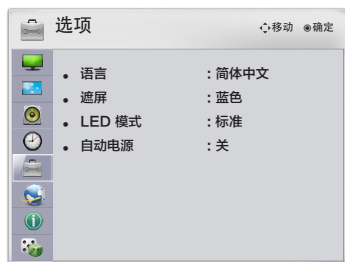 选项
移动 确定
语言 : 简体中文
遮屏 : 蓝色
LED 模式 : 标准
自动电源 : 关